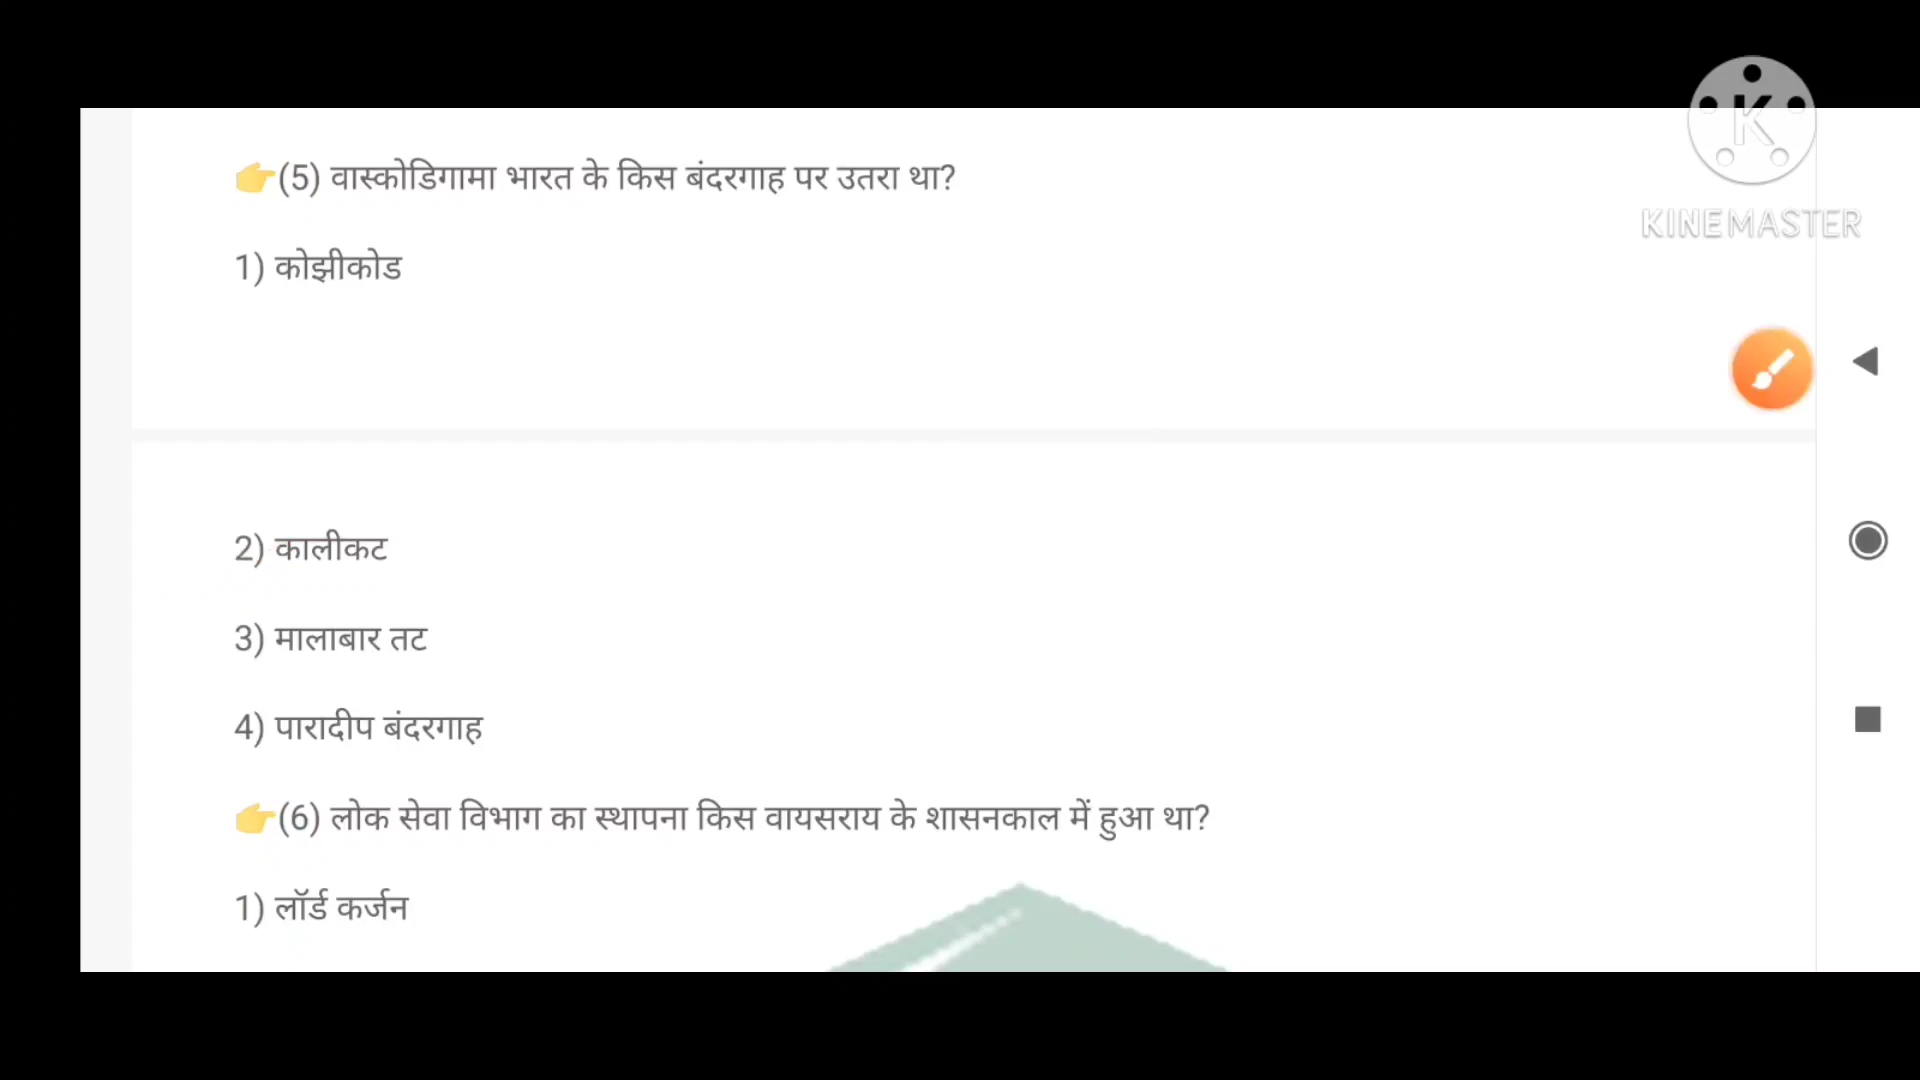 👉(5) वास्कोडिगामा भारत के किस बंदरगाह पर उतरा था?
1) कोझीकोड
2) कालीकट
3) मालाबार तट
4) पारादीप बंदरगाह
👉(6) लोक सेवा विभाग का स्थापना किस वायसराय के शासनकाल में हुआ था?
1) लॉर्ड कर्जन
K
KINEMASTER